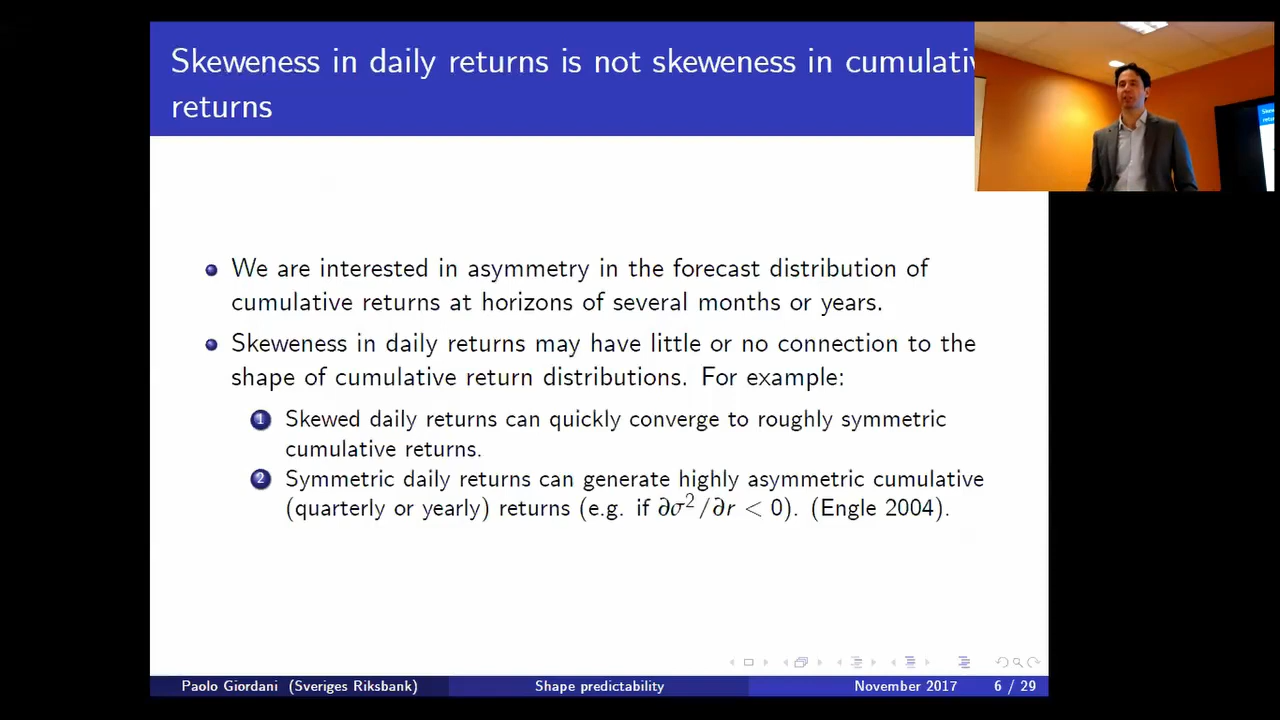 Skeweness in daily returns is not skeweness in cumulativ
returns
We are interested in asymmetry in the forecast distribution of
cumulative returns at horizons of several months or years.
Skeweness in daily returns may have little or no connection to the
shape of cumulative return distributions. For example:
1 Skewed daily returns can quickly converge to roughly symmetric
cumulative returns.
2 Symmetric daily returns can generate highly asymmetric cumulative
(quarterly or yearly) returns (e.g. if ∂σ²/∂r < 0). (Engle 2004).
Paolo Giordani (Sveriges Riksbank) Shape predictability November 2017 6 / 29